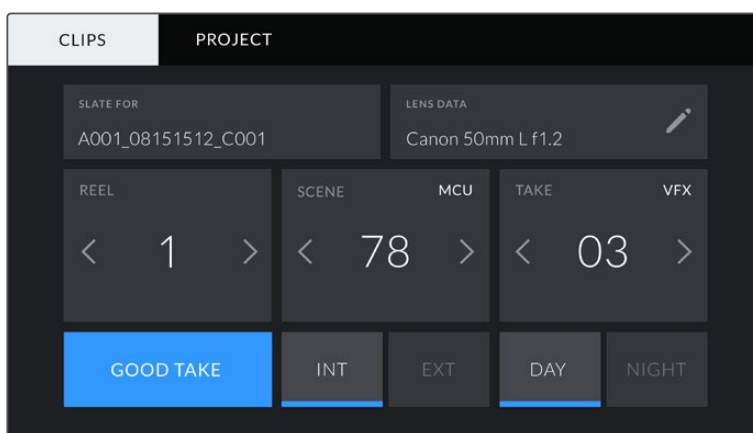 CLIPS PROJECT
SLATE FOR
A001_08151512_C001
LENS DATA
Canon 50mm L f1.2
REEL
1
SCENE MCU
78
TAKE VFX
03
GOOD TAKE
INT EXT
DAY NIGHT